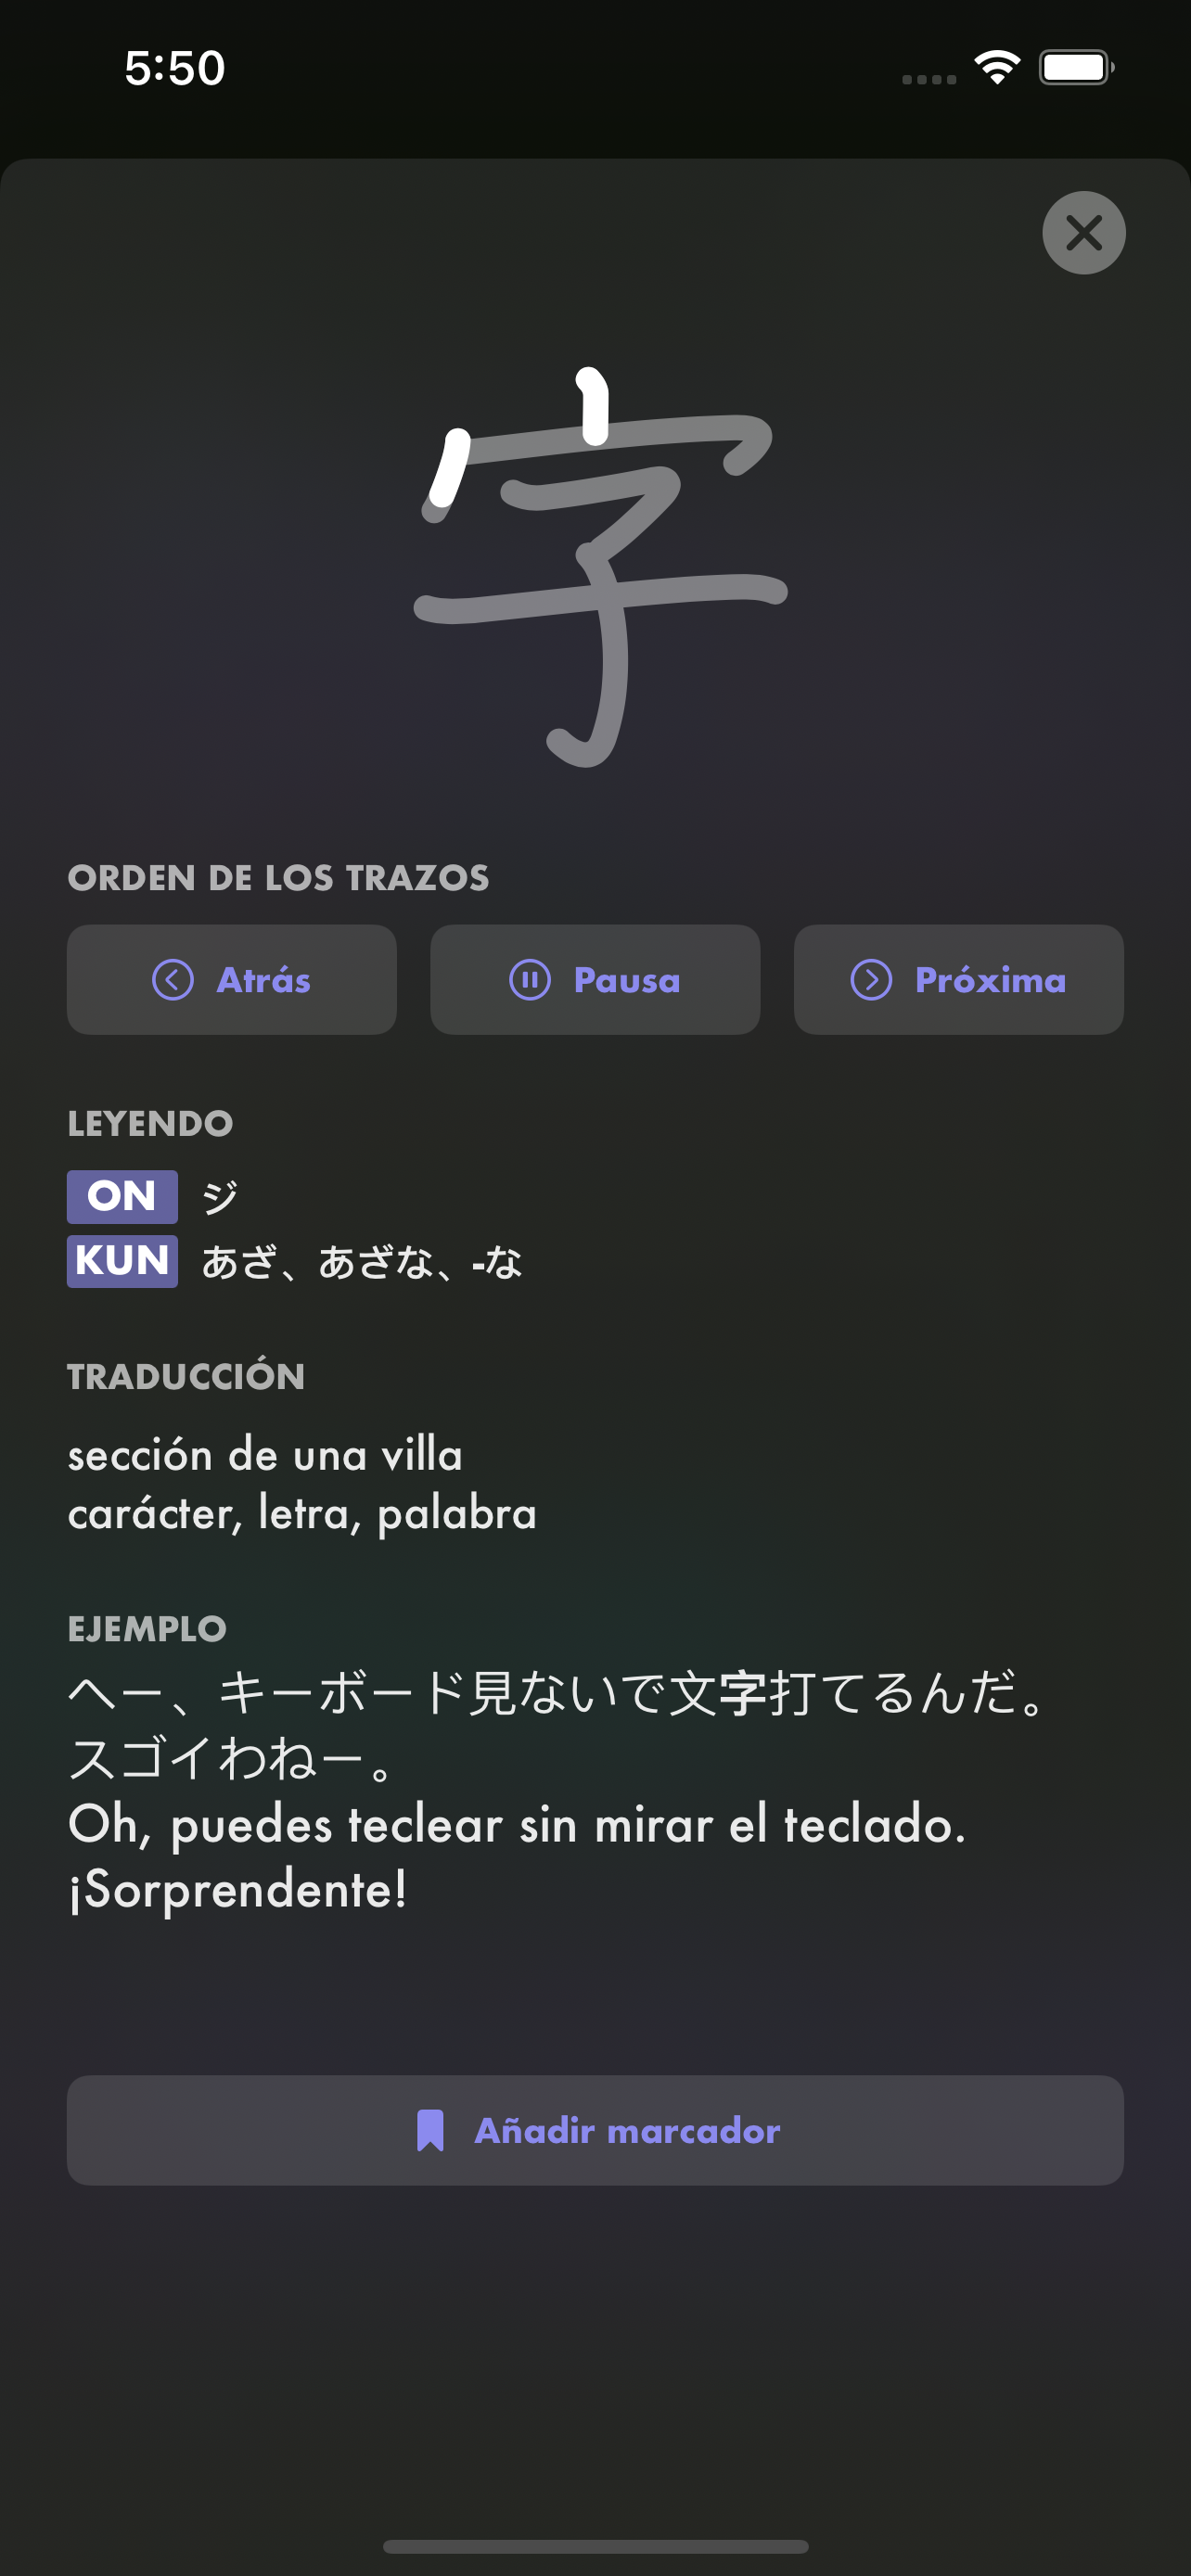 5:50
字
ORDEN DE LOS TRAZOS
Atrás Pausa Próxima
LEYENDO
ON ジ
KUN あざ、あざな、-な
TRADUCCIÓN
sección de una villa
carácter, letra, palabra
EJEMPLO
へー、キーボード見ないで文字打てるんだ。
スゴイわねー。
Oh, puedes teclear sin mirar el teclado.
¡Sorprendente!
Añadir marcador